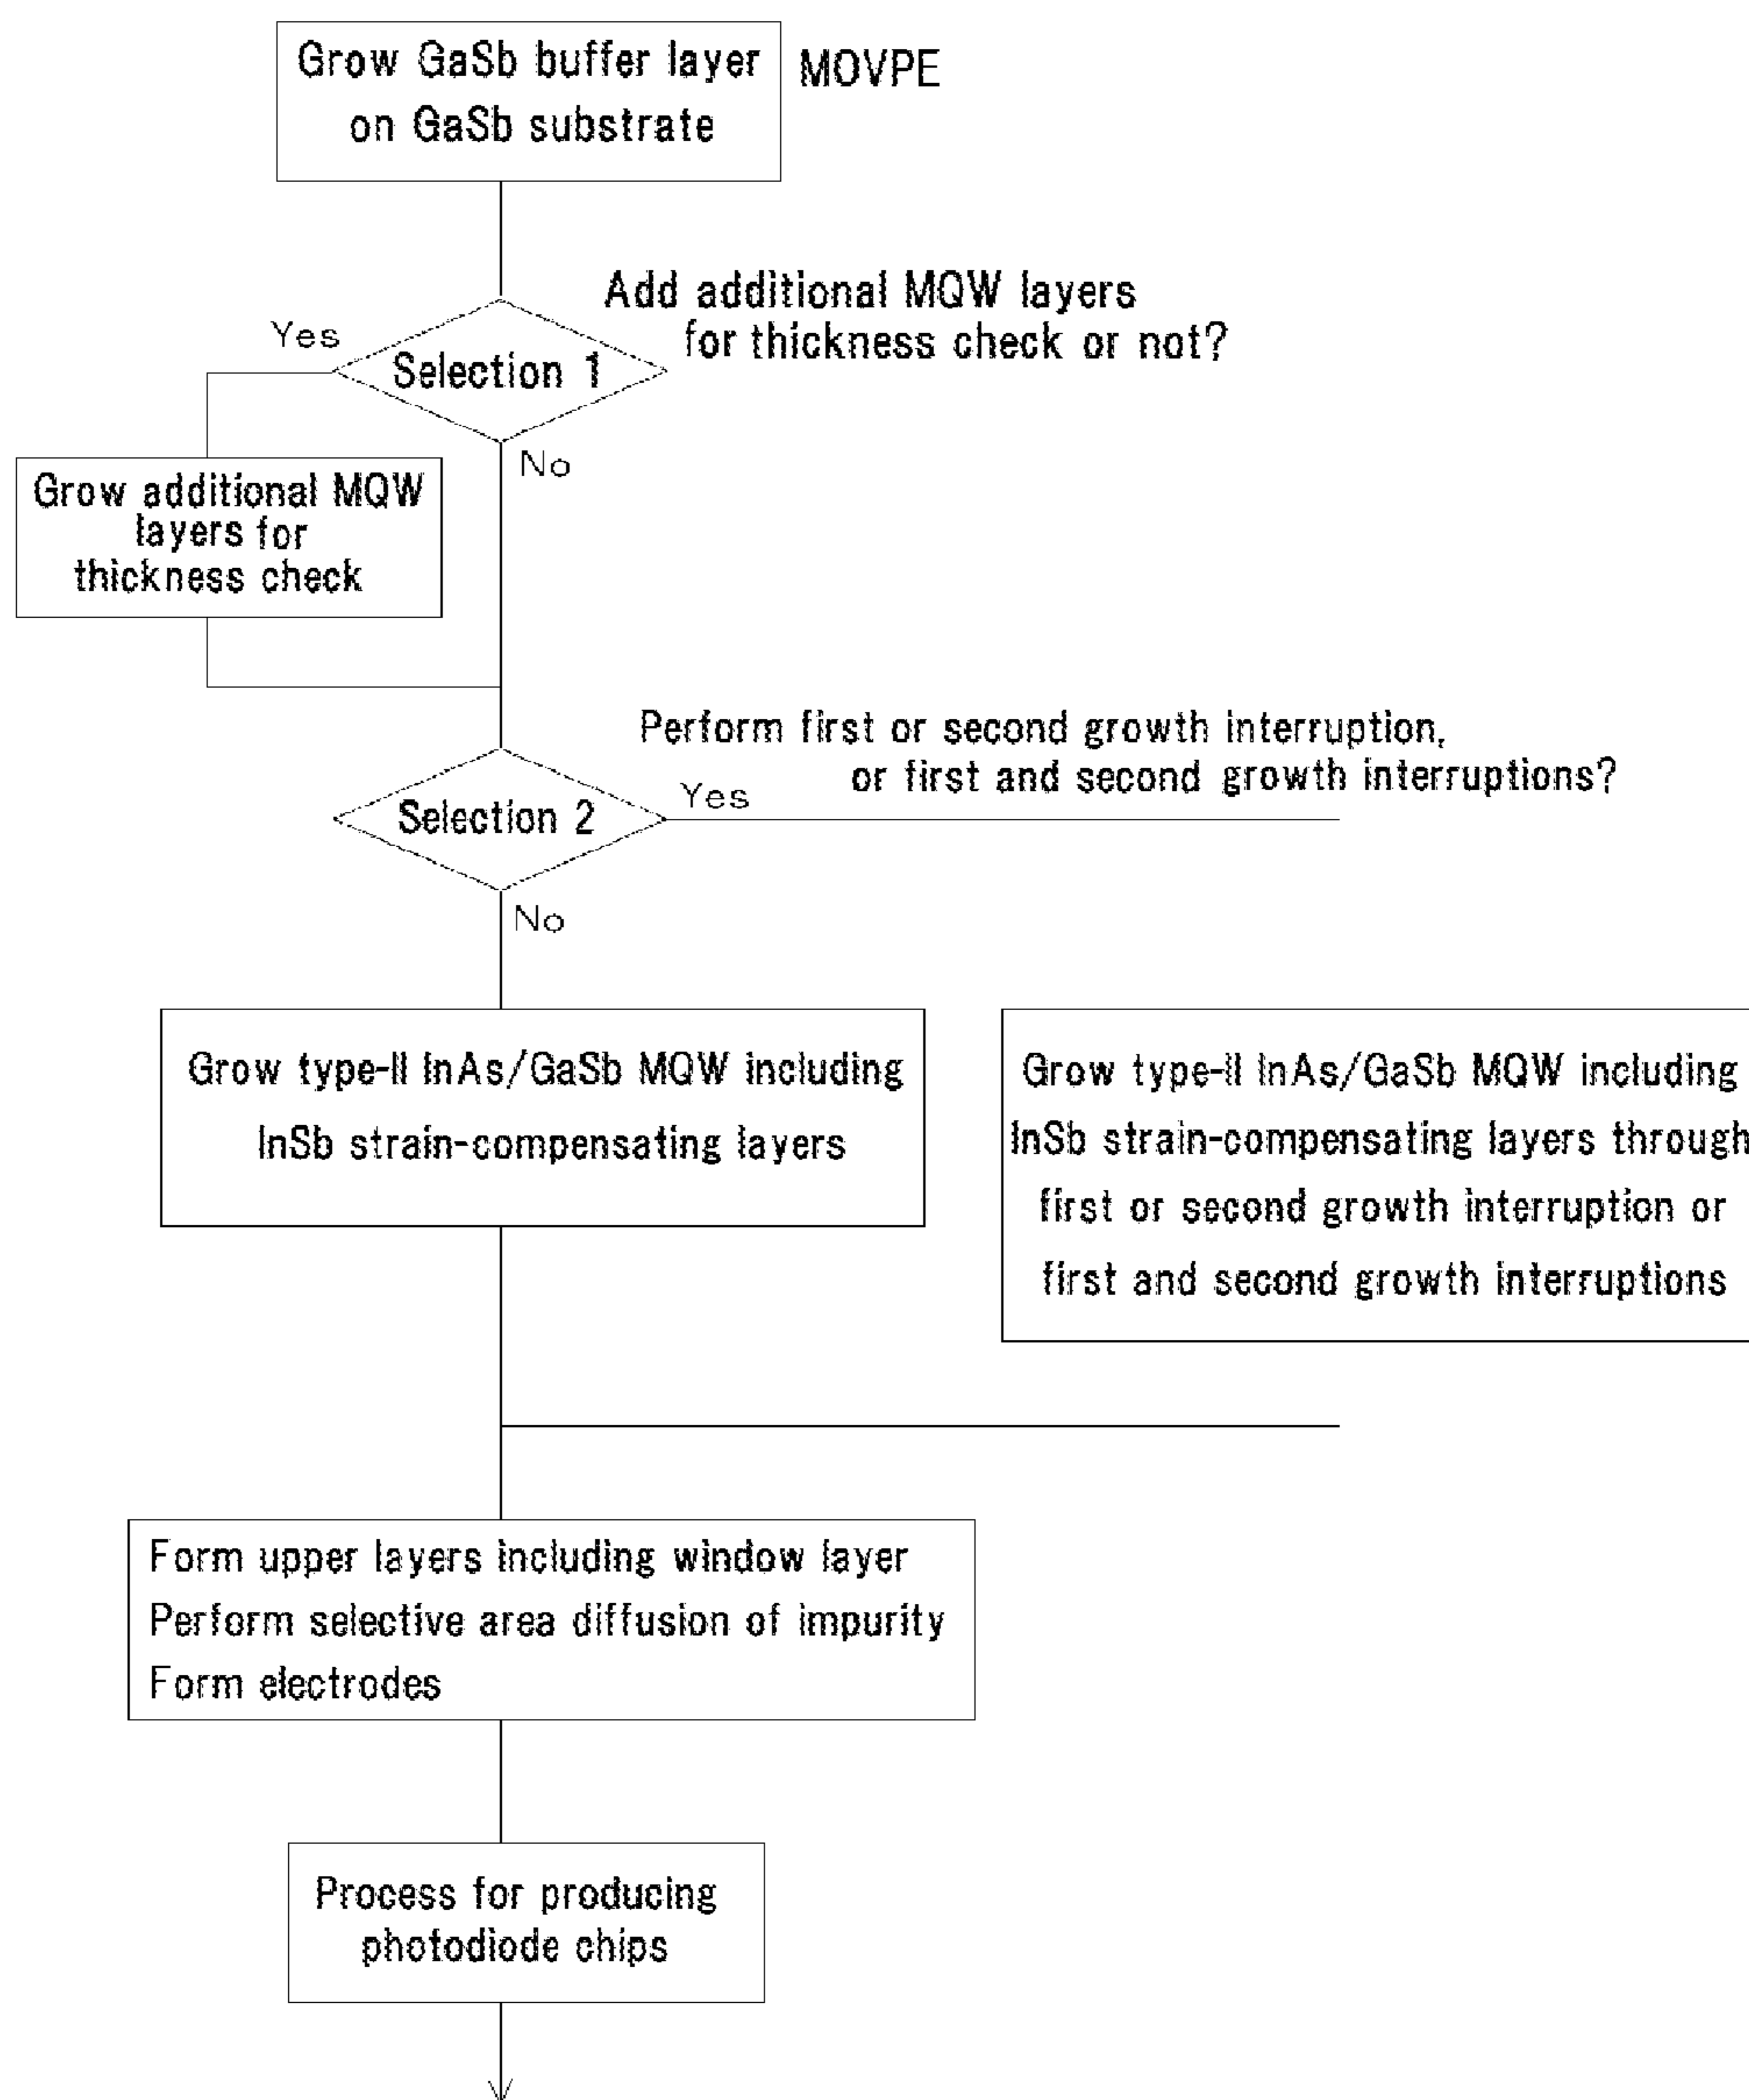 Grow GaSb buffer layer
on GaSb substrate
MOVPE
Add additional MQW layers
for thickness check or not?
Yes
Selection 1
No
Grow additional MQW
layers for
thickness check
Perform first or second growth interruption,
or first and second growth interruptions?
Selection 2
Yes
No
Grow type-II InAs/GaSb MQW including
InSb strain-compensating layers
Grow type-II InAs/GaSb MQW including
InSb strain-compensating layers through
first or second growth interruption or
first and second growth interruptions
Form upper layers including window layer
Perform selective area diffusion of impurity
Form electrodes
Process for producing
photodiode chips